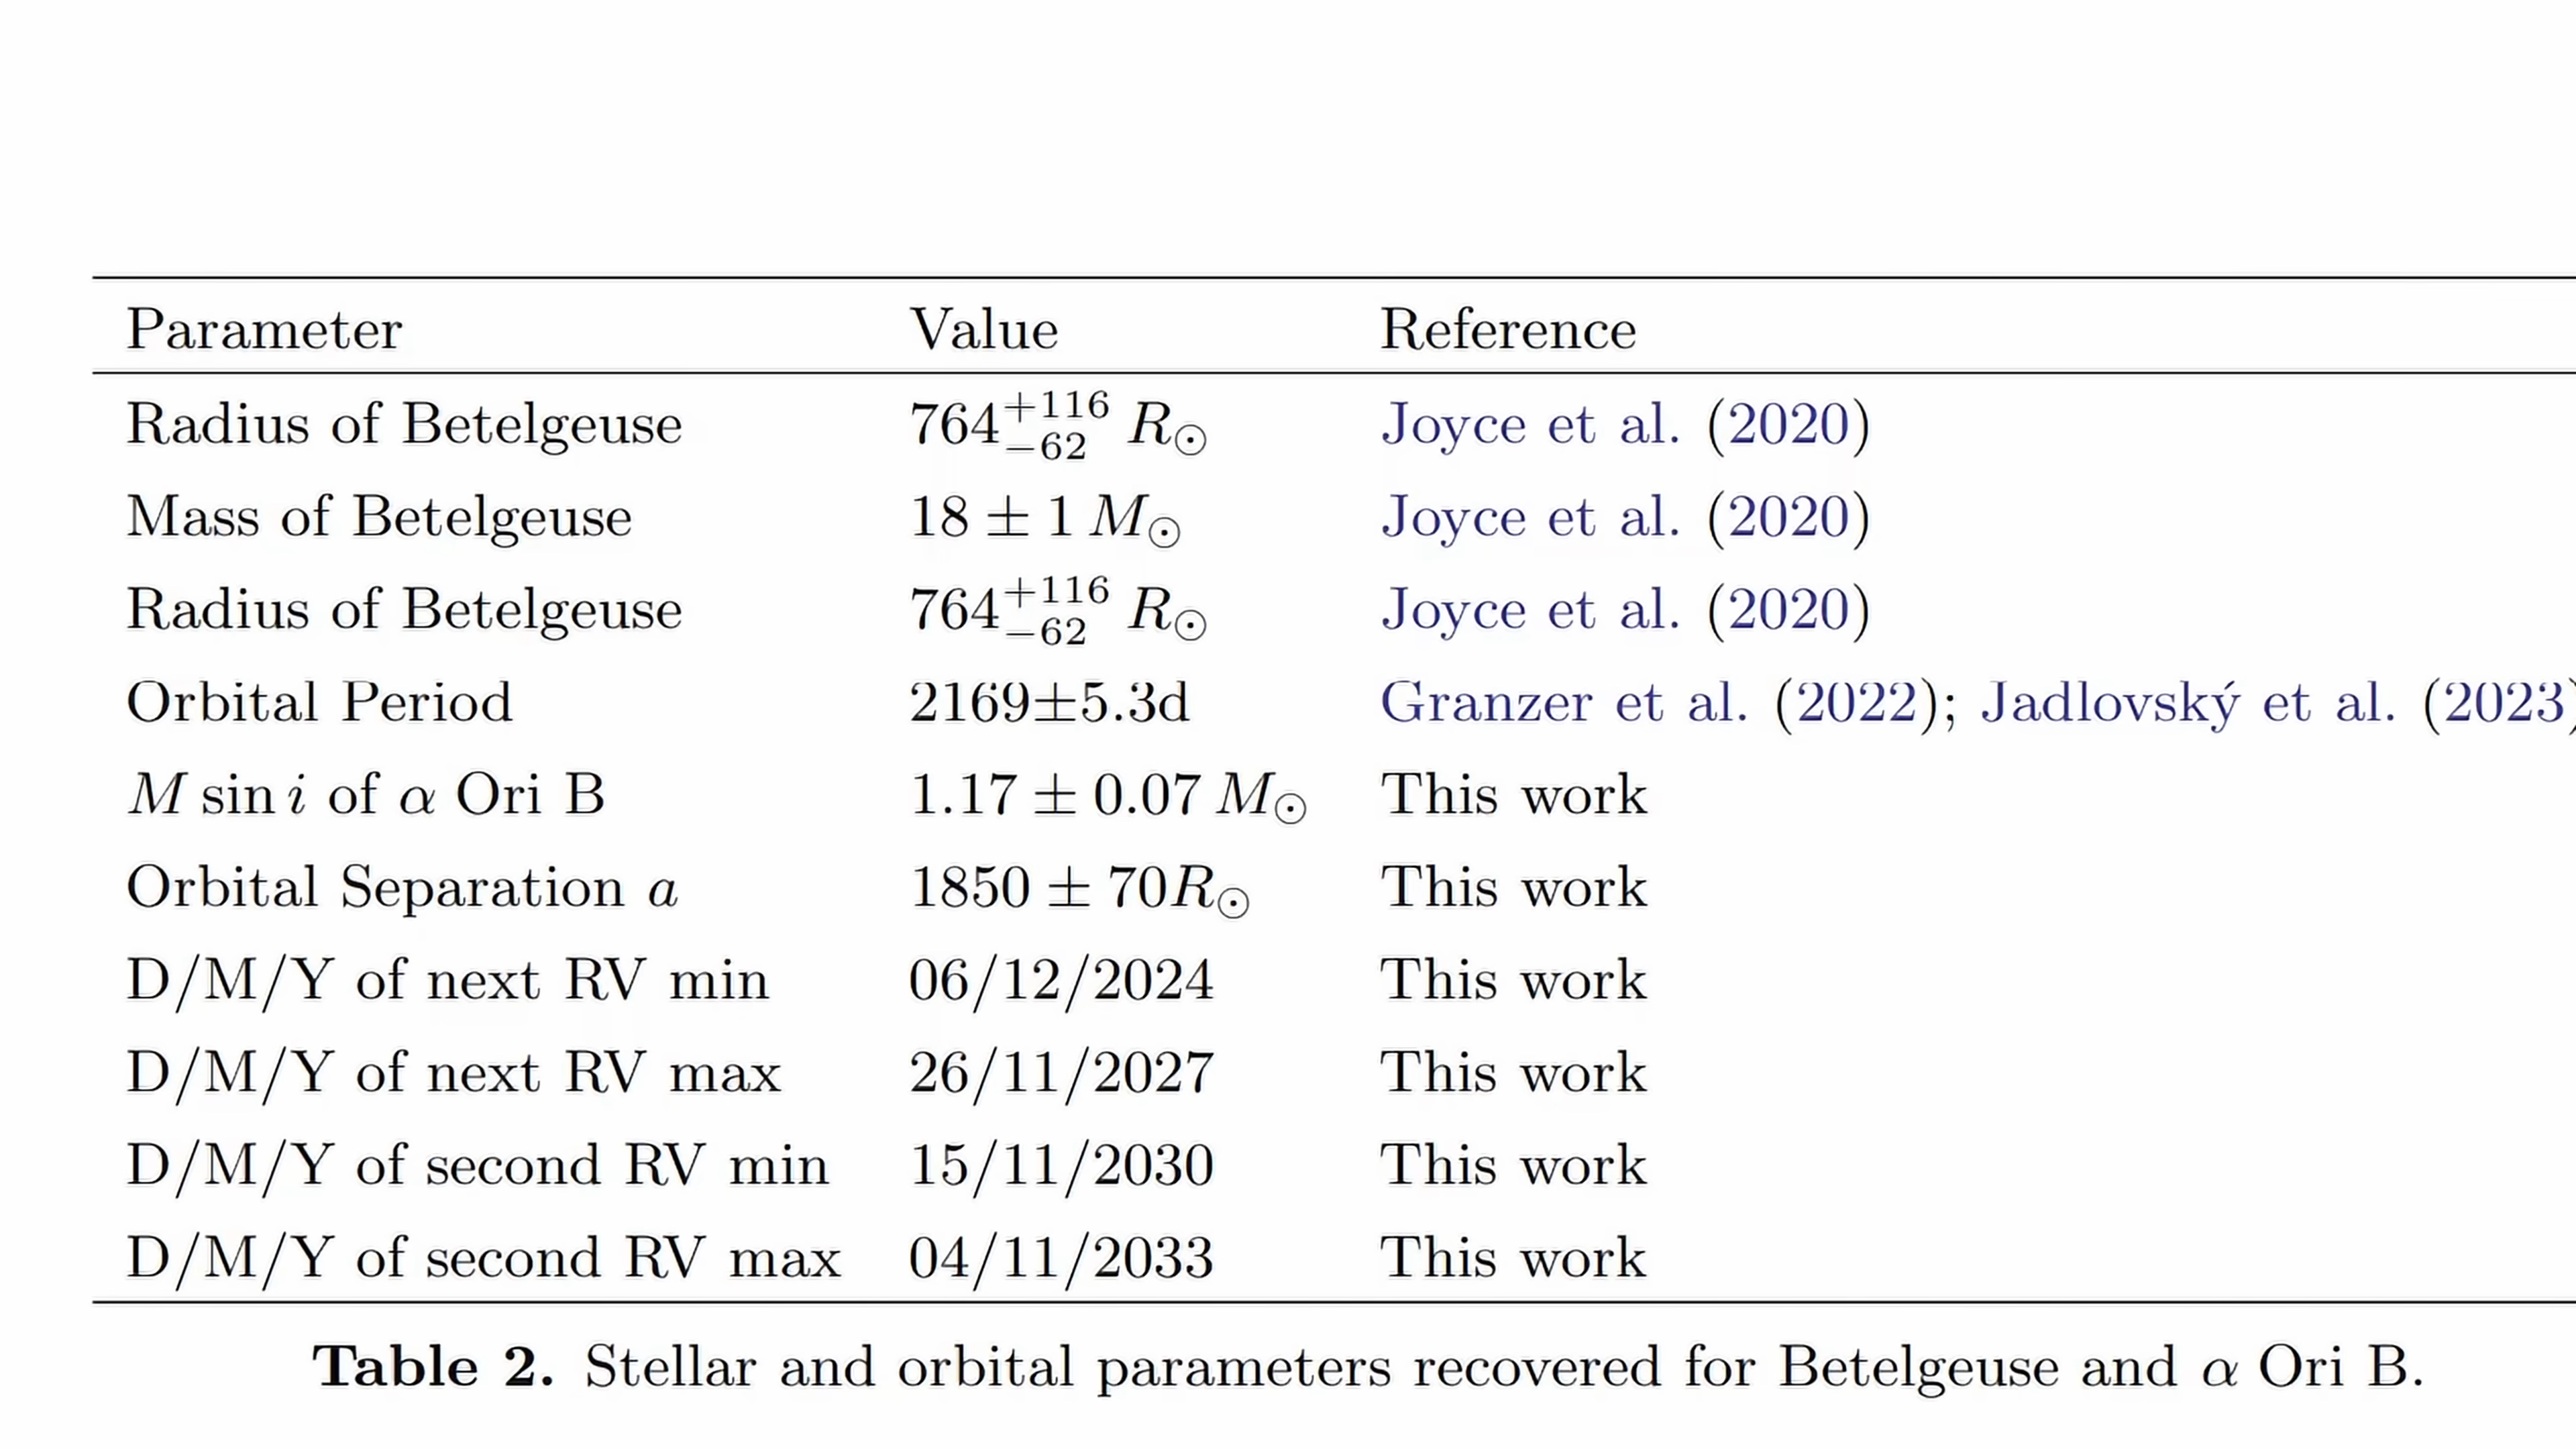 Parameter Value Reference
Radius of Betelgeuse 764+116−62 R⊙ Joyce et al. (2020)
Mass of Betelgeuse 18 ± 1 M⊙ Joyce et al. (2020)
Radius of Betelgeuse 764+116−62 R⊙ Joyce et al. (2020)
Orbital Period 2169±5.3d Granzer et al. (2022); Jadlovský et al. (2023)
M sin i of α Ori B 1.17 ± 0.07 M⊙ This work
Orbital Separation a 1850 ± 70R⊙ This work
D/M/Y of next RV min 06/12/2024 This work
D/M/Y of next RV max 26/11/2027 This work
D/M/Y of second RV min 15/11/2030 This work
D/M/Y of second RV max 04/11/2033 This work
Table 2. Stellar and orbital parameters recovered for Betelgeuse and α Ori B.